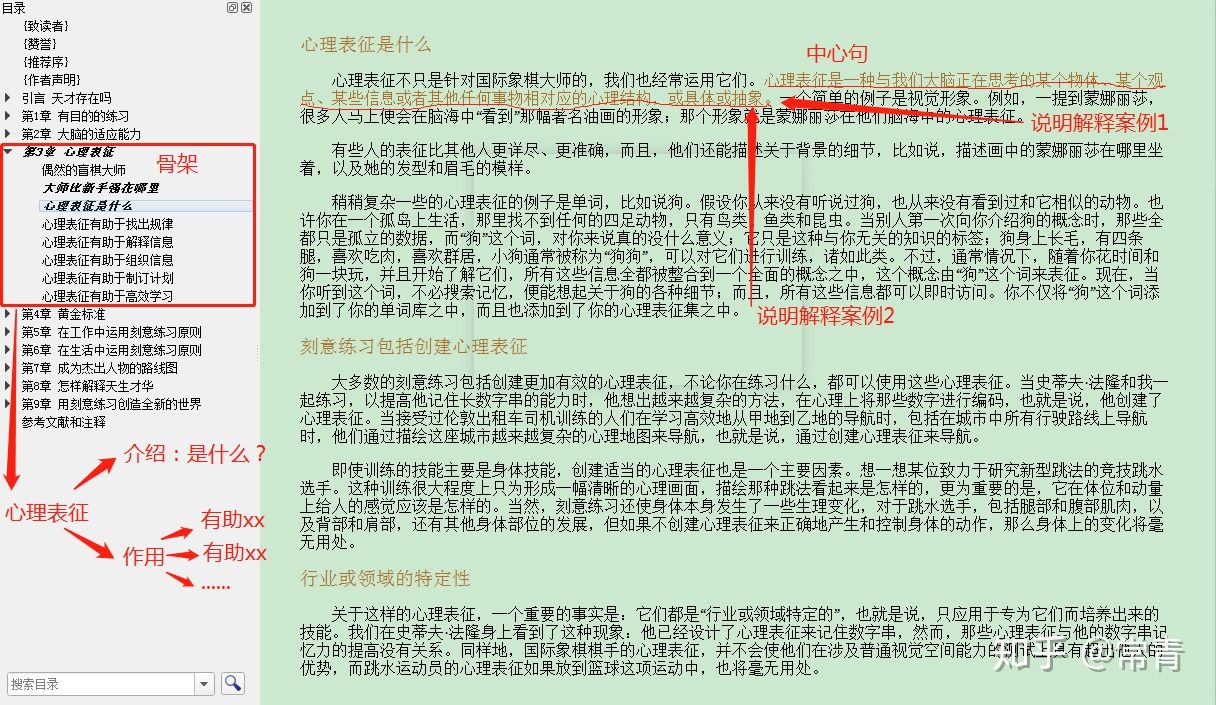 目录
{致读者}
{赞誉}
{推荐序}
{作者声明}
引言 天才存在吗
第1章 有目的的练习
第2章 大脑的适应能力
第3章 心理表征
骨架
偶然的盲棋大师
大师比新手强在哪里
心理表征是什么
心理表征有助于找出规律
心理表征有助于解释信息
心理表征有助于组织信息
心理表征有助于制订计划
心理表征有助于高效学习
第4章 黄金标准
第5章 在工作中运用刻意练习原则
第6章 在生活中运用刻意练习原则
第7章 成为杰出人物的路线图
第8章 怎样解释天生才华
第9章 用刻意练习创造全新的世界
参考文献和注释
介绍：是什么？
心理表征
作用
有助xx
有助xx
......
搜索目录
心理表征是什么
中心句
心理表征不只是针对国际象棋大师的，我们也经常运用它们。心理表征是一种与我们大脑正在思考的某个物体、某个观
点、某些信息或者其他任何事物相对应的心理结构，或具体或抽象。一个简单的例子是视觉形象。例如，一提到蒙娜丽莎，
很多人马上便会在脑海中“看到”那幅著名油画的形象；那个形象就是蒙娜丽莎在他们脑海中的心理表征。
说明解释案例1
有些人的表征比其他人更详尽、更准确，而且，他们还能描述关于背景的细节，比如说，描述画中的蒙娜丽莎在哪里坐
着，以及她的发型和眉毛的模样。
稍稍复杂一些的心理表征的例子是单词，比如说狗。假设你从来没有听说过狗，也从来没有看到过和它相似的动物。也
许你在一个孤岛上生活，那里找不到任何的四足动物，只有鸟类、鱼类和昆虫。当别人第一次向你介绍狗的概念时，那些全
都只是孤立的数据，而“狗”这个词，对你来说真的没什么意义；它只是这种与你无关的知识的标签；狗身上长毛，有四条
腿，喜欢吃肉，喜欢群居，小狗通常被称为“狗狗”，可以对它们进行训练，诸如此类。不过，通常情况下，随着你花时间和
狗一块玩，并且开始了解它们，所有这些信息全都被整合到一个全面的概念之中，这个概念由“狗”这个词来表征。现在，当
你听到这个词，不必搜索记忆，便能想起关于狗的各种细节；而且，所有这些信息都可以即时访问。你不仅将“狗”这个词添
加到了你的单词库之中，而且也添加到了你的心理表征集之中。
说明解释案例2
刻意练习包括创建心理表征
大多数的刻意练习包括创建更加有效的心理表征，不论你在练习什么，都可以使用这些心理表征。当史蒂夫·法隆和我一
起练习，以提高他记住长数字串的能力时，他想出越来越复杂的方法，在心理上将那些数字进行编码，也就是说，他创建了
心理表征。当接受过伦敦出租车司机训练的人们在学习高效地从甲地到乙地的导航时，包括在城市中所有行驶路线上导航
时，他们通过描绘这座城市越来越复杂的心理地图来导航，也就是说，通过创建心理表征来导航。
即使训练的技能主要是身体技能，创建适当的心理表征也是一个主要因素。想一想某位致力于研究新型跳法的竞技跳水
选手。这种训练很大程度上只为形成一幅清晰的心理画面，描绘那种跳法看起来是怎样的，更为重要的是，它在体位和动量
上给人的感觉应该是怎样的。当然，刻意练习还使身体本身发生了一些生理变化，对于跳水选手，包括腿部和腹部肌肉，以
及背部和肩部，还有其他身体部位的发展，但如果不创建心理表征来正确地产生和控制身体的动作，那么身体上的变化将毫
无用处。
行业或领域的特定性
关于这样的心理表征，一个重要的事实是：它们都是“行业或领域特定的”，也就是说，只应用于专为它们而培养出来的
技能。我们在史蒂夫·法隆身上看到了这种现象：他已经设计了心理表征来记住数字串，然而，那些心理表征与他的数字串记
忆力的提高没有关系。同样地，国际象棋棋手的心理表征，并不会使他们在涉及普通视觉空间能力的测试上具有超出他人的
优势，而跳水运动员的心理表征如果放到篮球这项运动中，也将毫无用处。
知乎 @帯青